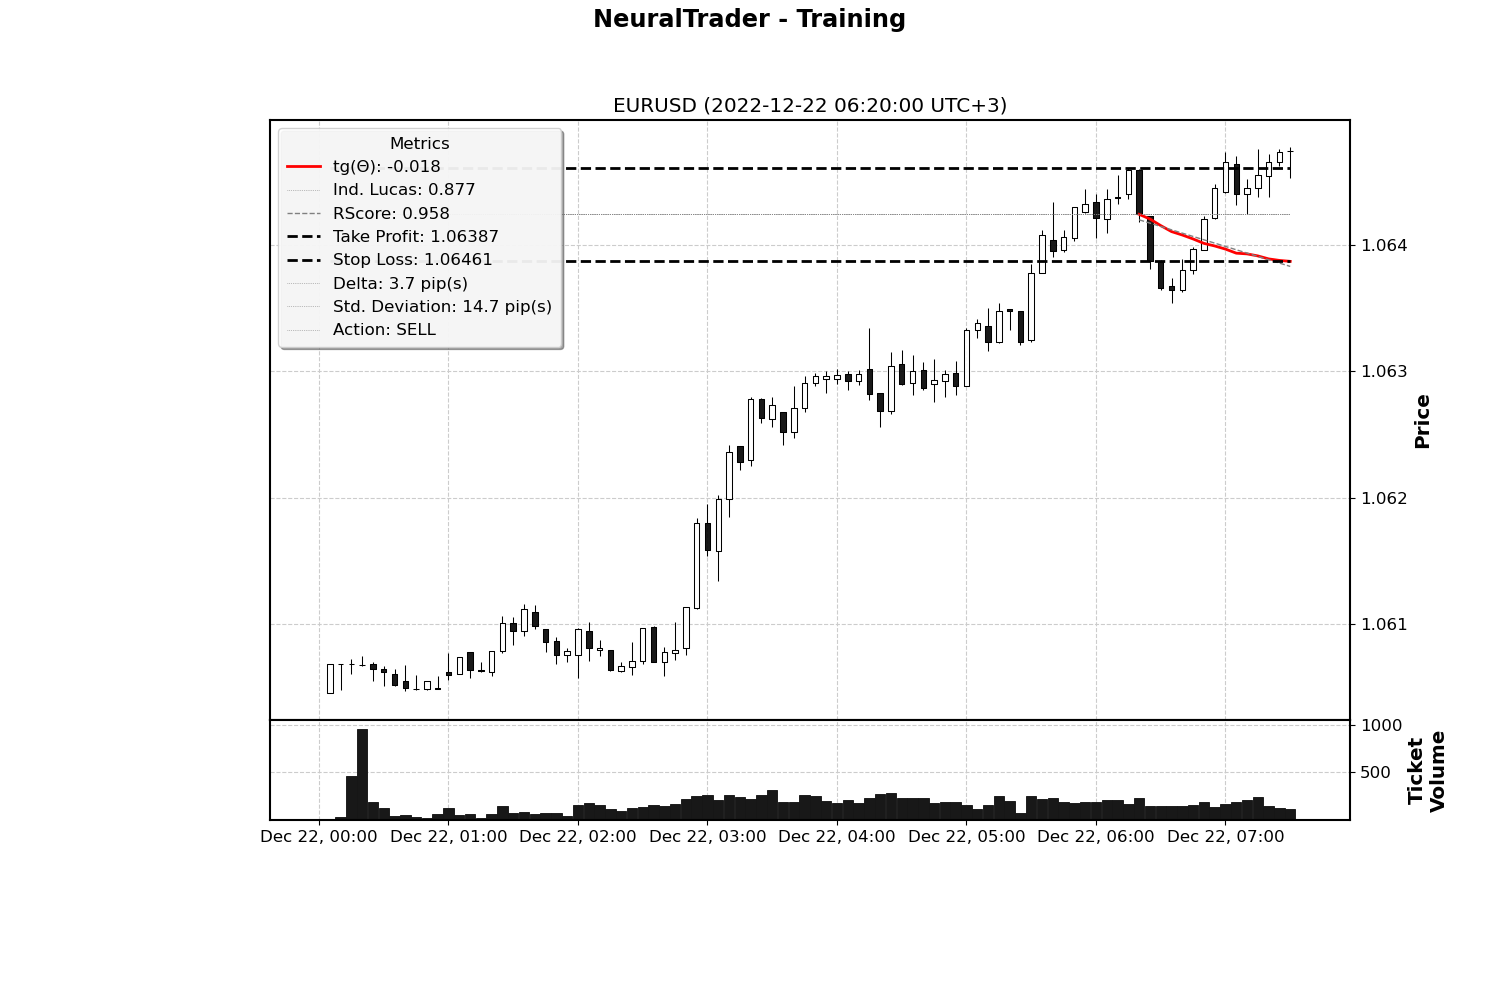 NeuralTrader - Training
EURUSD (2022-12-22 06:20:00 UTC+3)
Metrics
tg(Θ): -0.018
Ind. Lucas: 0.877
RScore: 0.958
Take Profit: 1.06387
Stop Loss: 1.06461
Delta: 3.7 pip(s)
Std. Deviation: 14.7 pip(s)
Action: SELL
1.064
1.063
1.062
1.061
Price
1000
500
Ticket
Volume
Dec 22, 00:00 Dec 22, 01:00 Dec 22, 02:00 Dec 22, 03:00 Dec 22, 04:00 Dec 22, 05:00 Dec 22, 06:00 Dec 22, 07:00